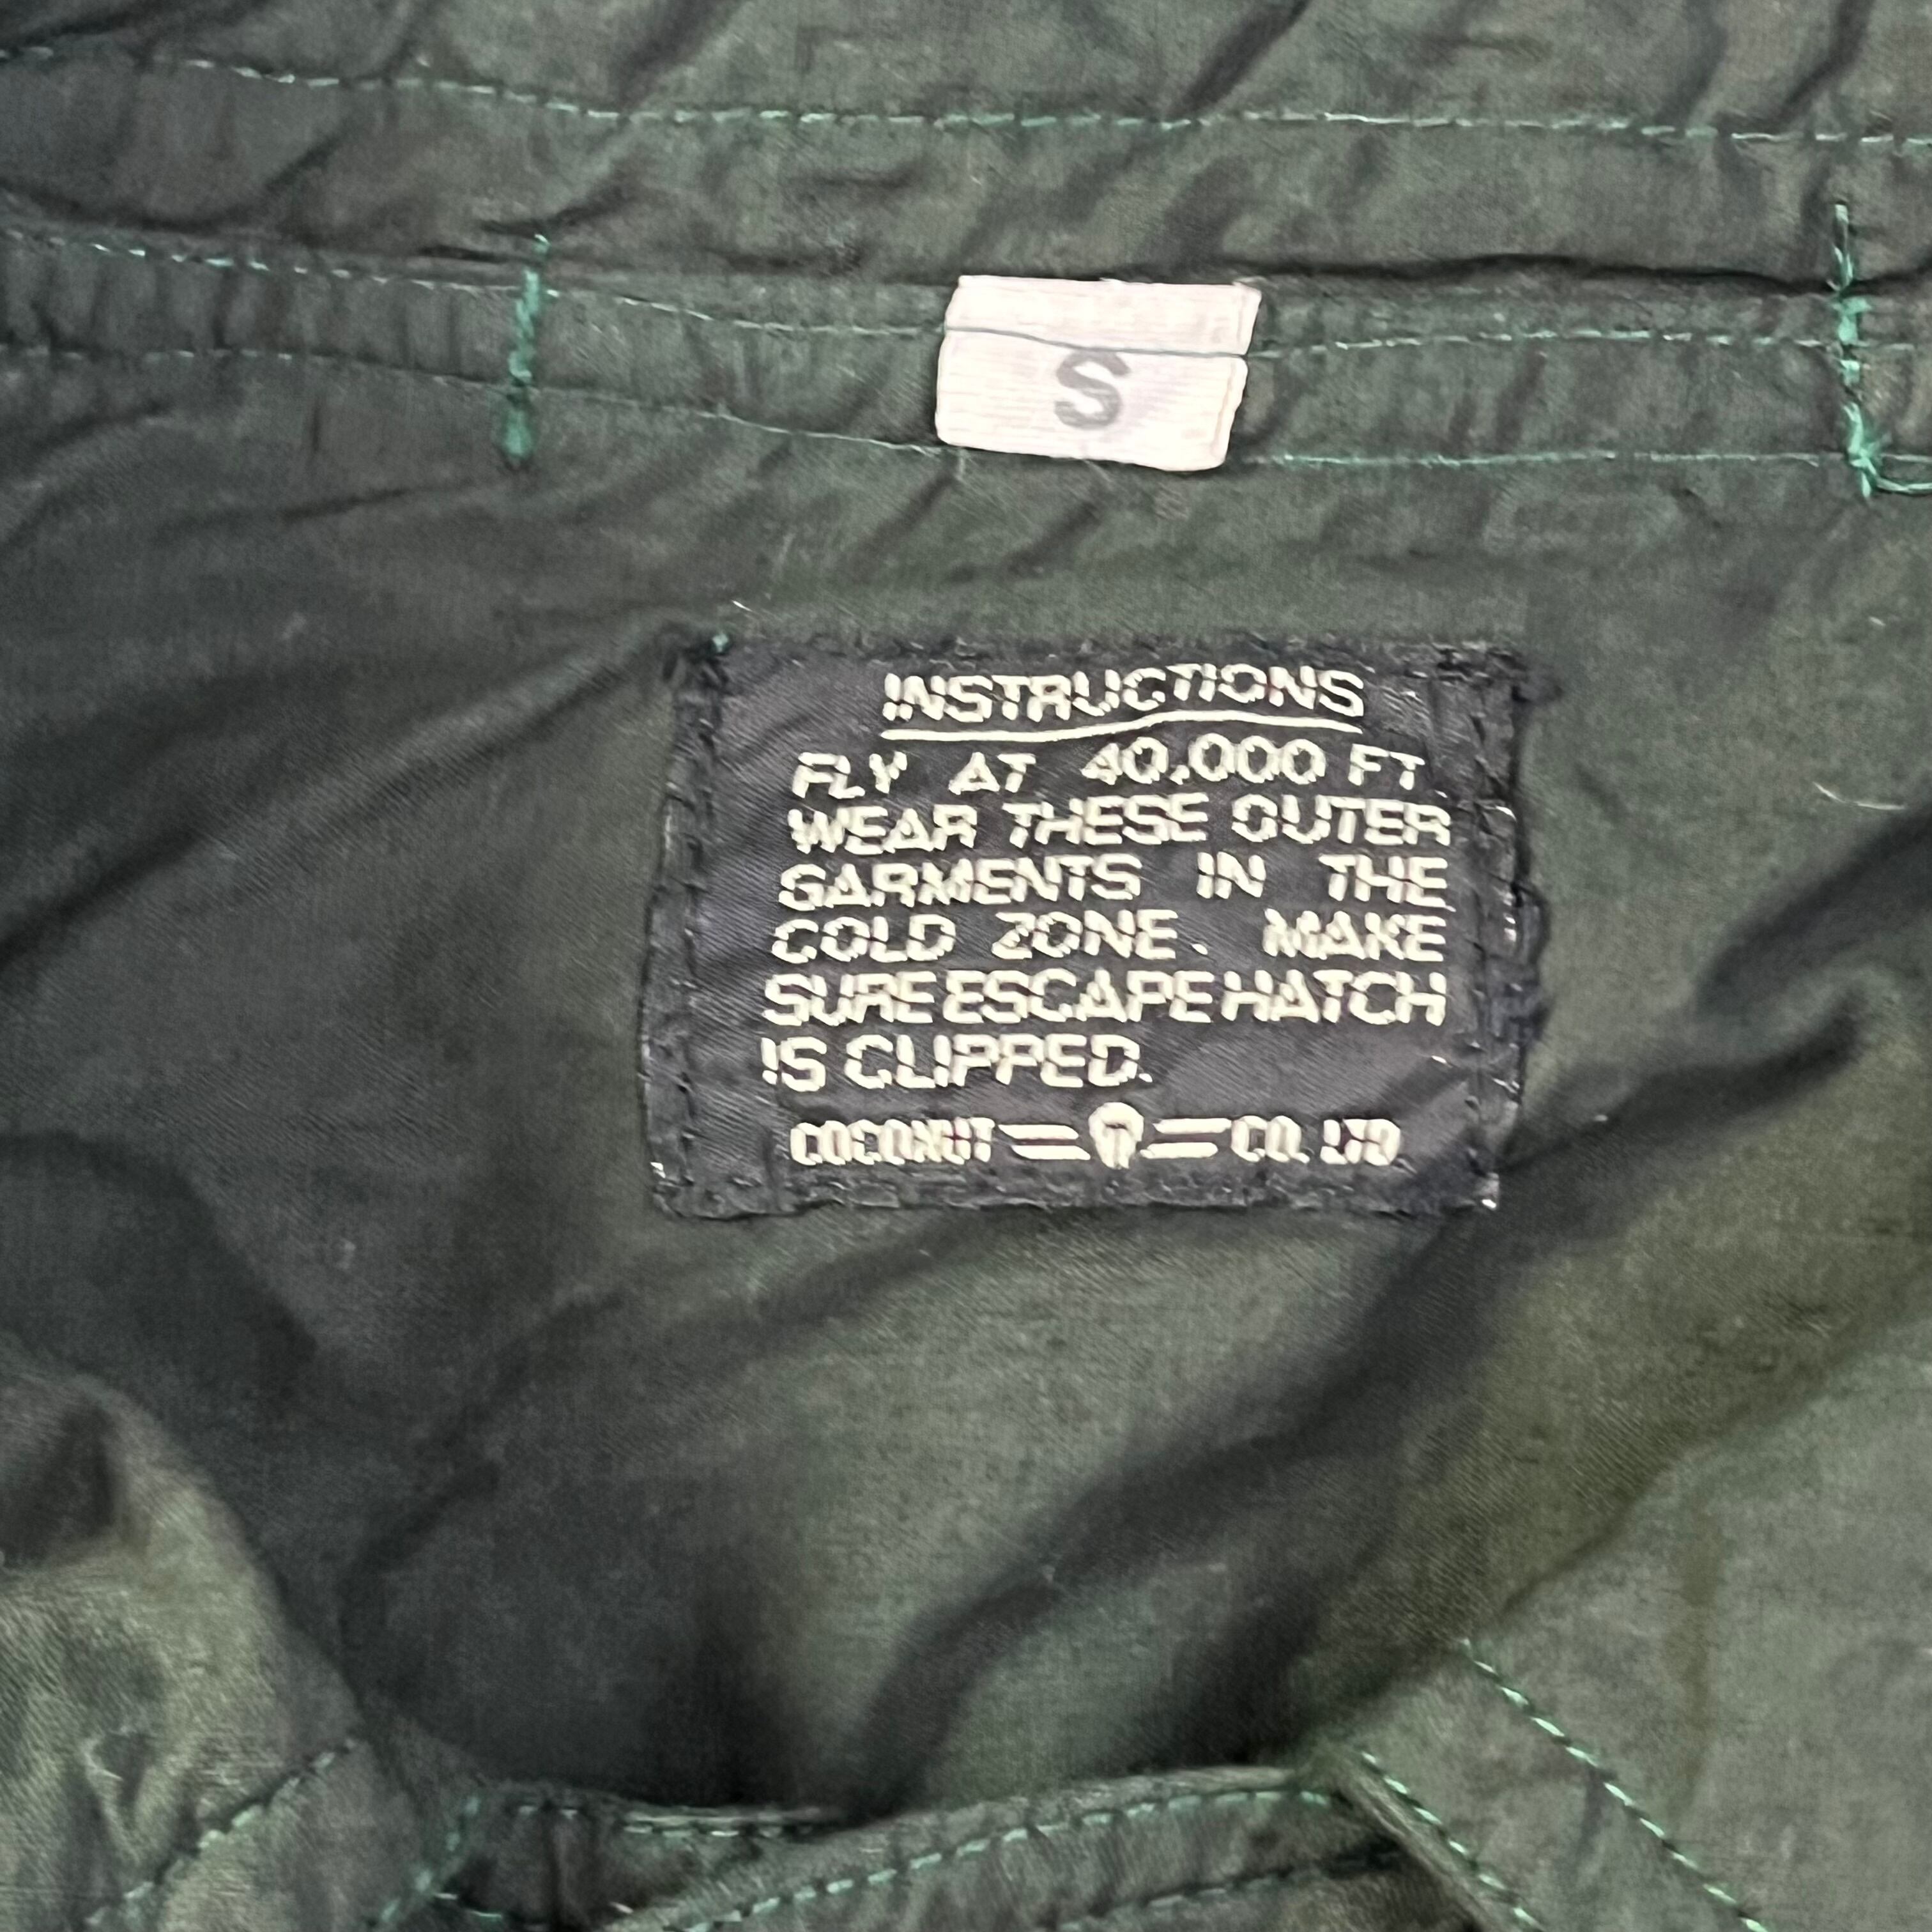 S
INSTRUCTIONS
FLY AT 40,000 FT
WEAR THESE OUTER
GARMENTS IN THE
COLD ZONE. MAKE
SURE ESCAPE HATCH
IS CLIPPED.
COCONUT CO. LTD